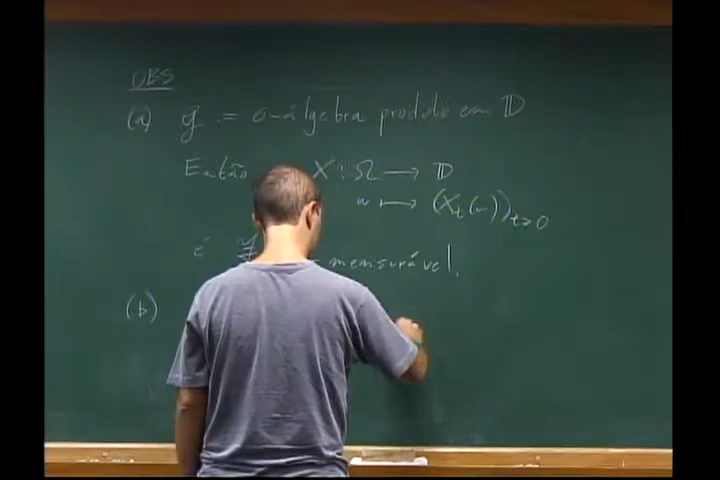 OBS
(a) := σ-álgebra produto em 𝔻
Então X : Ω → 𝔻
ω ↦ (X_t(ω))_{t≥0}
é mensurável.
(b)